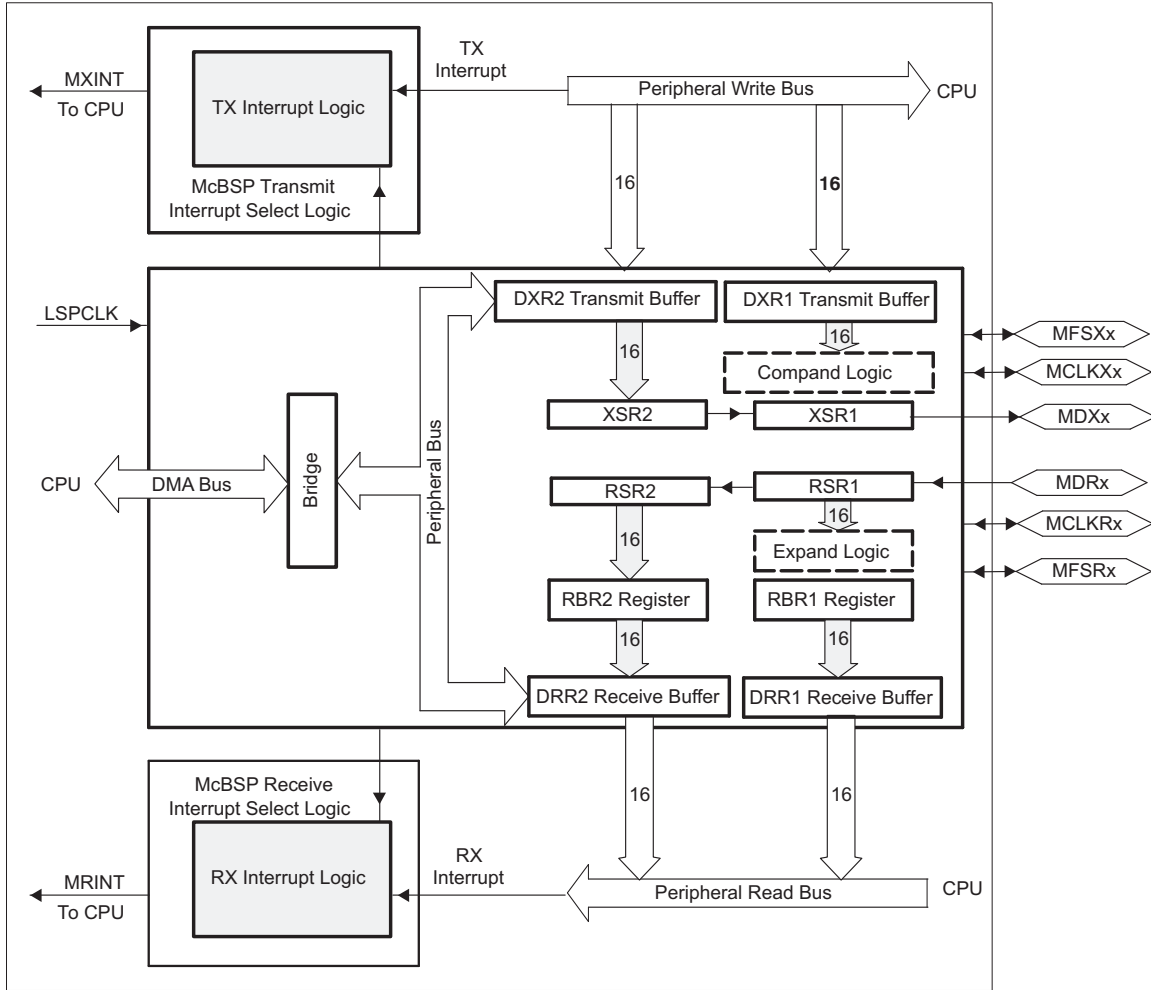 TX
Interrupt
MXINT
To CPU
TX Interrupt Logic
Peripheral Write Bus
CPU
McBSP Transmit
Interrupt Select Logic
16
16
LSPCLK
DXR2 Transmit Buffer
DXR1 Transmit Buffer
16
16
MFSXx
Compand Logic
MCLKXx
XSR2
XSR1
MDXx
CPU
DMA Bus
Bridge
Peripheral Bus
RSR2
RSR1
MDRx
16
16
MCLKRx
Expand Logic
MFSRx
RBR2 Register
RBR1 Register
16
16
DRR2 Receive Buffer
DRR1 Receive Buffer
McBSP Receive
Interrupt Select Logic
16
16
RX
Interrupt
MRINT
To CPU
RX Interrupt Logic
Peripheral Read Bus
CPU